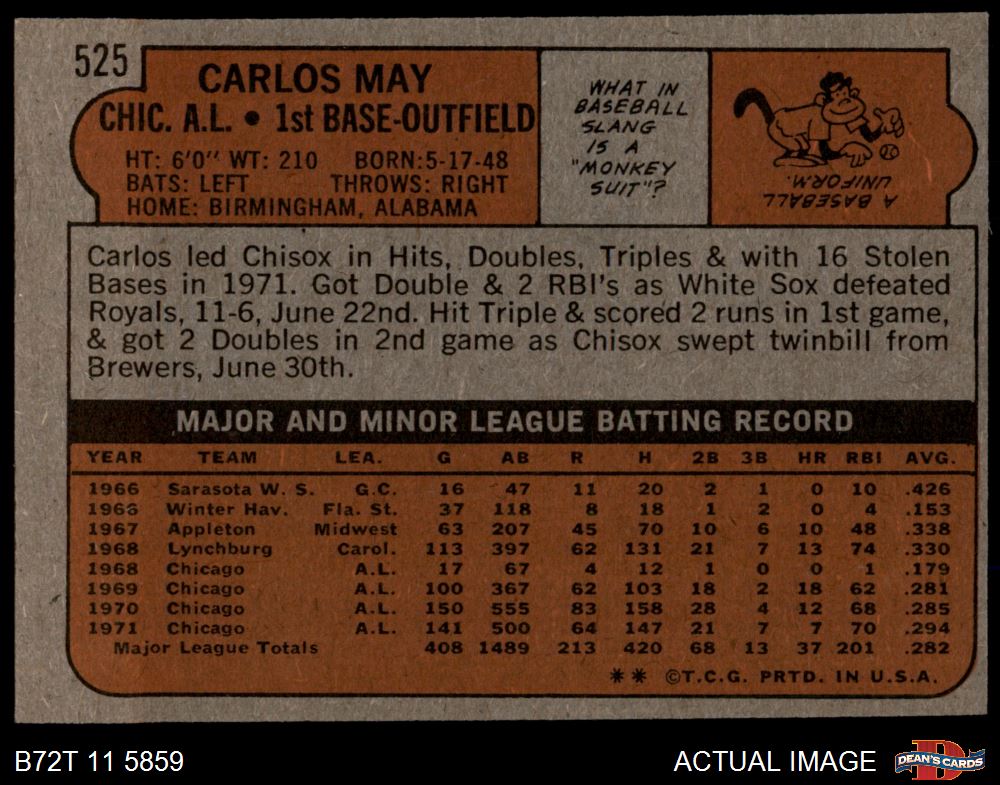 525
CARLOS MAY
CHIC. A.L. • 1st BASE-OUTFIELD
HT: 6'0" WT: 210 BORN: 5-17-48
BATS: LEFT THROWS: RIGHT
HOME: BIRMINGHAM, ALABAMA
WHAT IN
BASEBALL
SLANG
IS A
"MONKEY
SUIT"?
A BASEBALL
UNIFORM.
Carlos led Chisox in Hits, Doubles, Triples & with 16 Stolen
Bases in 1971. Got Double & 2 RBI's as White Sox defeated
Royals, 11-6, June 22nd. Hit Triple & scored 2 runs in 1st game,
& got 2 Doubles in 2nd game as Chisox swept twinbill from
Brewers, June 30th.
MAJOR AND MINOR LEAGUE BATTING RECORD
YEAR TEAM LEA. G AB R H 2B 3B HR RBI AVG.
1966 Sarasota W. S. G.C. 16 47 11 20 2 1 0 10 .426
1966 Winter Hav. Fla. St. 37 118 8 18 1 2 0 4 .153
1967 Appleton Midwest 63 207 45 70 10 6 10 48 .338
1968 Lynchburg Carol. 113 397 62 131 21 7 13 74 .330
1968 Chicago A.L. 17 67 4 12 1 0 0 1 .179
1969 Chicago A.L. 100 367 62 103 18 2 18 62 .281
1970 Chicago A.L. 150 555 83 158 28 4 12 68 .285
1971 Chicago A.L. 141 500 64 147 21 7 7 70 .294
Major League Totals 408 1489 213 420 68 13 37 201 .282
** ©T.C.G. PRTD. IN U.S.A.
B72T 11 5859 ACTUAL IMAGE DEAN'S CARDS